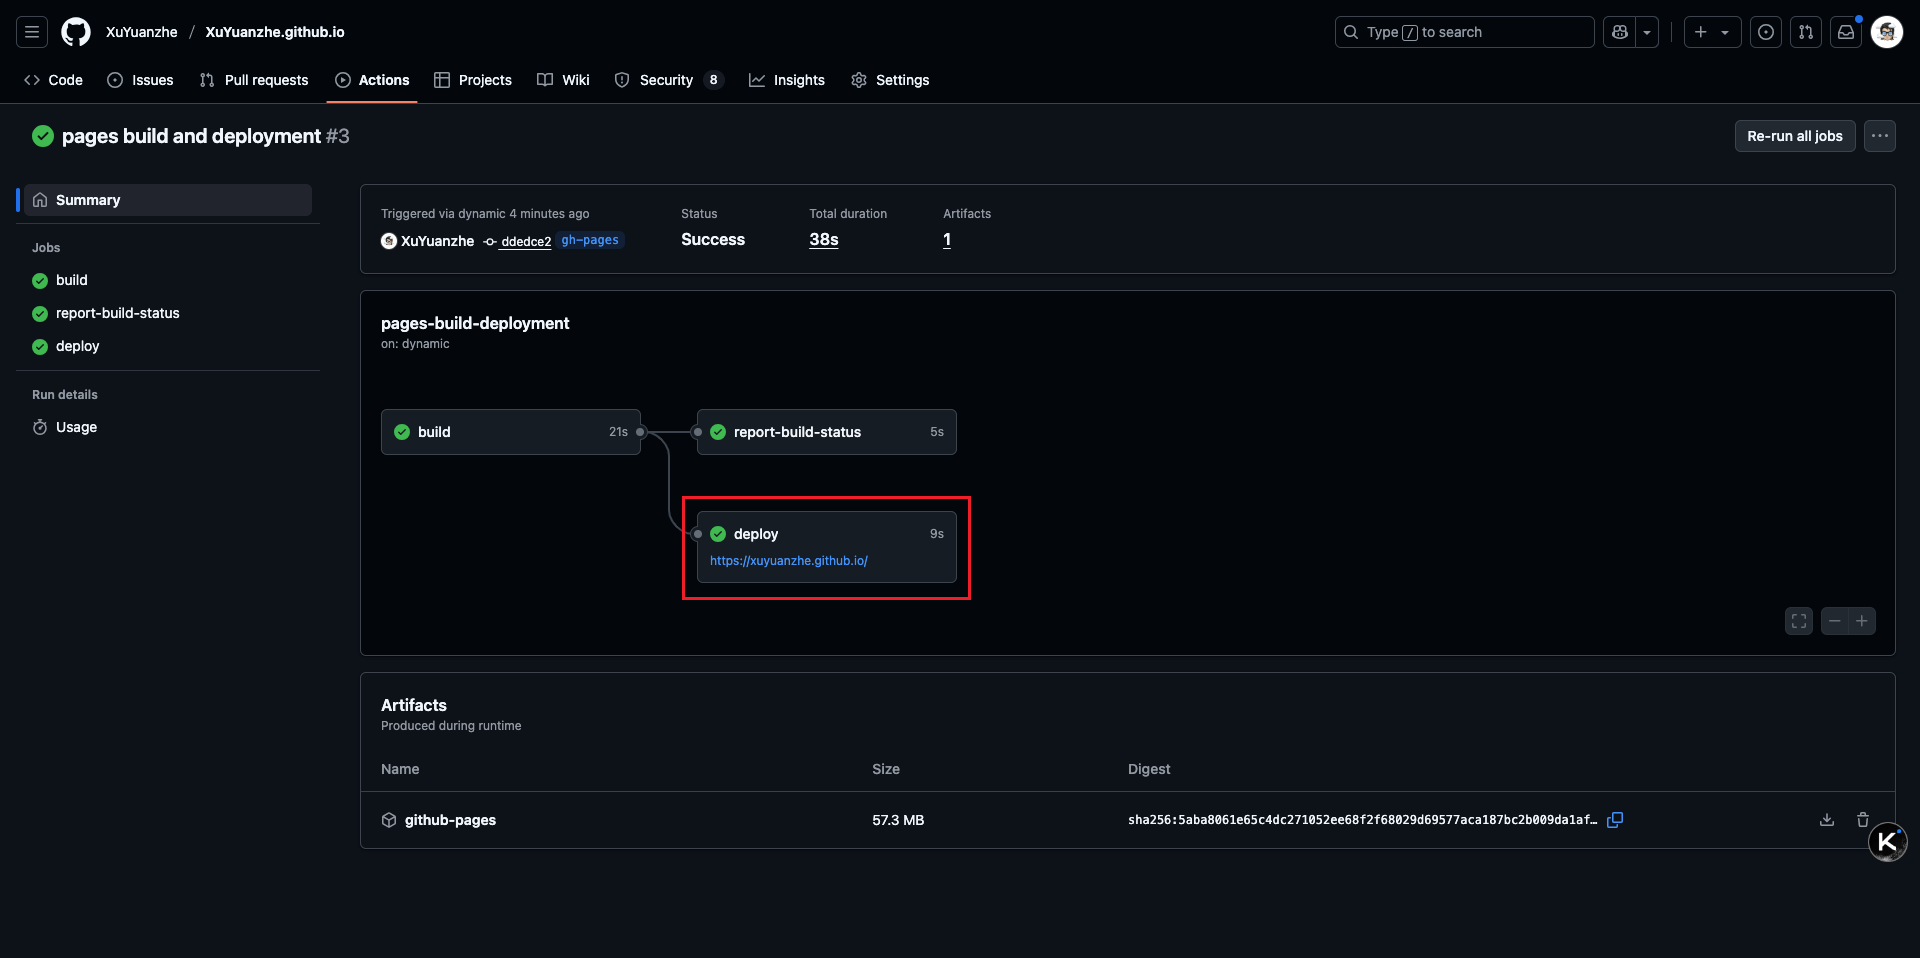 XuYuanzhe / XuYuanzhe.github.io
Type / to search
Code Issues Pull requests Actions Projects Wiki Security 8 Insights Settings
pages build and deployment #3
Re-run all jobs
Summary
Jobs
build
report-build-status
deploy
Run details
Usage
Triggered via dynamic 4 minutes ago
XuYuanzhe ddedce2 gh-pages
Status
Success
Total duration
38s
Artifacts
1
pages-build-deployment
on: dynamic
build 21s
report-build-status 5s
deploy 9s
https://xuyuanzhe.github.io/
Artifacts
Produced during runtime
Name Size Digest
github-pages 57.3 MB sha256:5aba8061e65c4dc271052ee68f2f68029d69577aca187bc2b009da1af…
K